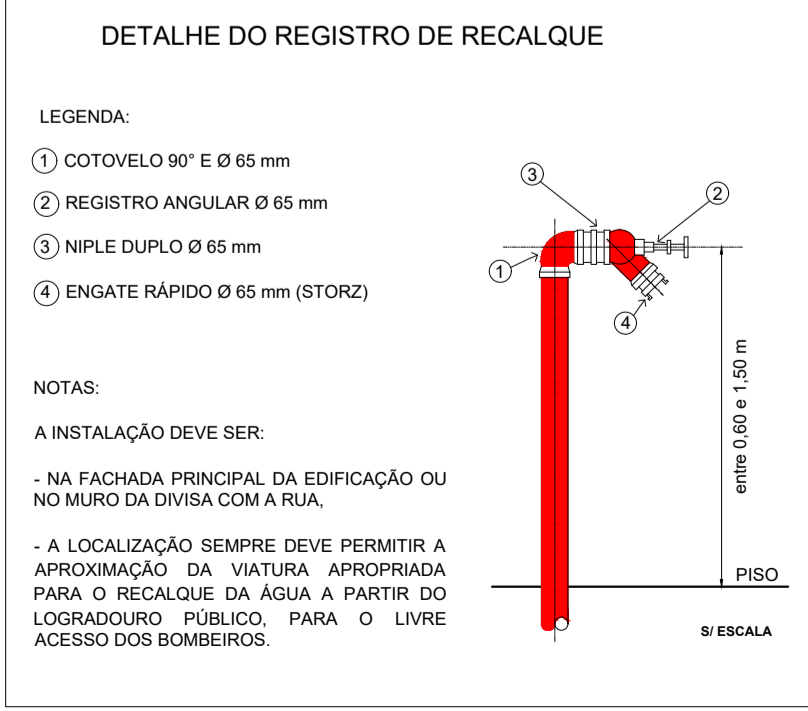 DETALHE DO REGISTRO DE RECALQUE
LEGENDA:
1 COTOVELO 90° E Ø 65 mm
2 REGISTRO ANGULAR Ø 65 mm
3 NIPLE DUPLO Ø 65 mm
4 ENGATE RÁPIDO Ø 65 mm (STORZ)
NOTAS:
A INSTALAÇÃO DEVE SER:
- NA FACHADA PRINCIPAL DA EDIFICAÇÃO OU
NO MURO DA DIVISA COM A RUA,
- A LOCALIZAÇÃO SEMPRE DEVE PERMITIR A
APROXIMAÇÃO DA VIATURA APROPRIADA
PARA O RECALQUE DA ÁGUA A PARTIR DO
LOGRADOURO PÚBLICO, PARA O LIVRE
ACESSO DOS BOMBEIROS.
3
2
1
4
entre 0,60 e 1,50 m
PISO
S/ ESCALA